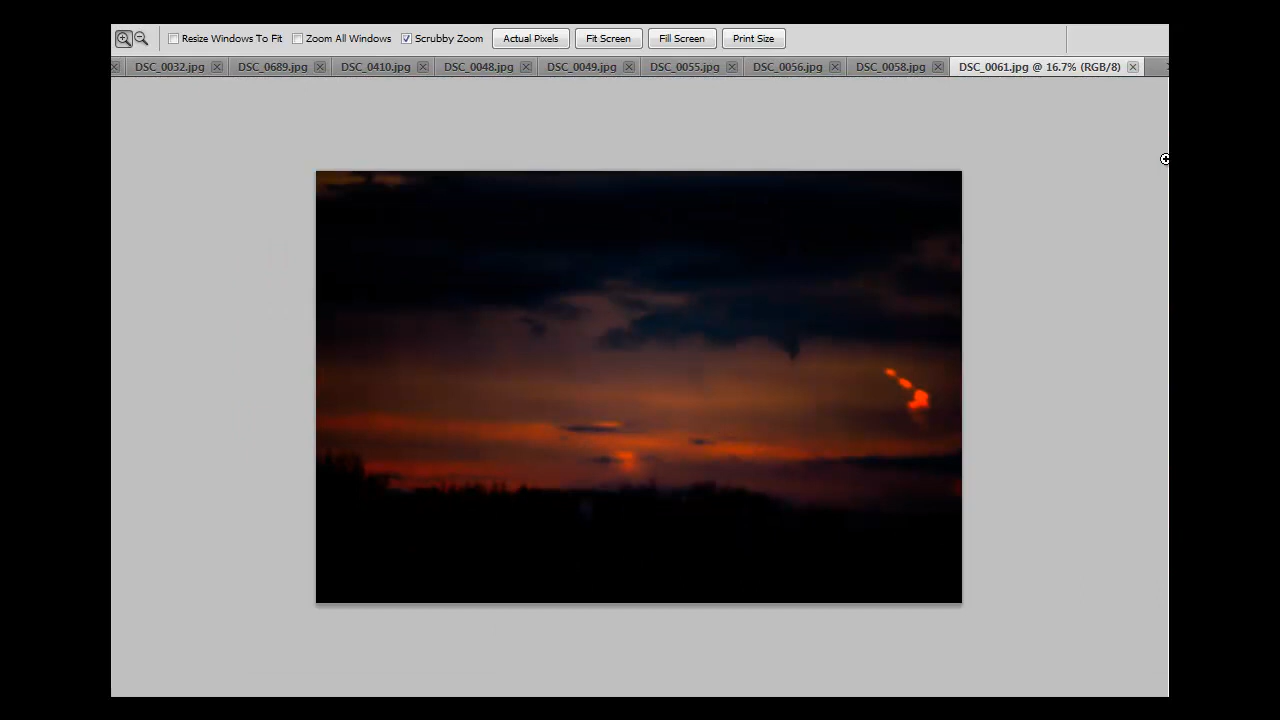 Resize Windows To Fit Zoom All Windows Scrubby Zoom Actual Pixels Fit Screen Fill Screen Print Size
DSC_0032.jpg DSC_0689.jpg DSC_0410.jpg DSC_0048.jpg DSC_0049.jpg DSC_0055.jpg DSC_0056.jpg DSC_0058.jpg DSC_0061.jpg @ 16.7% (RGB/8)